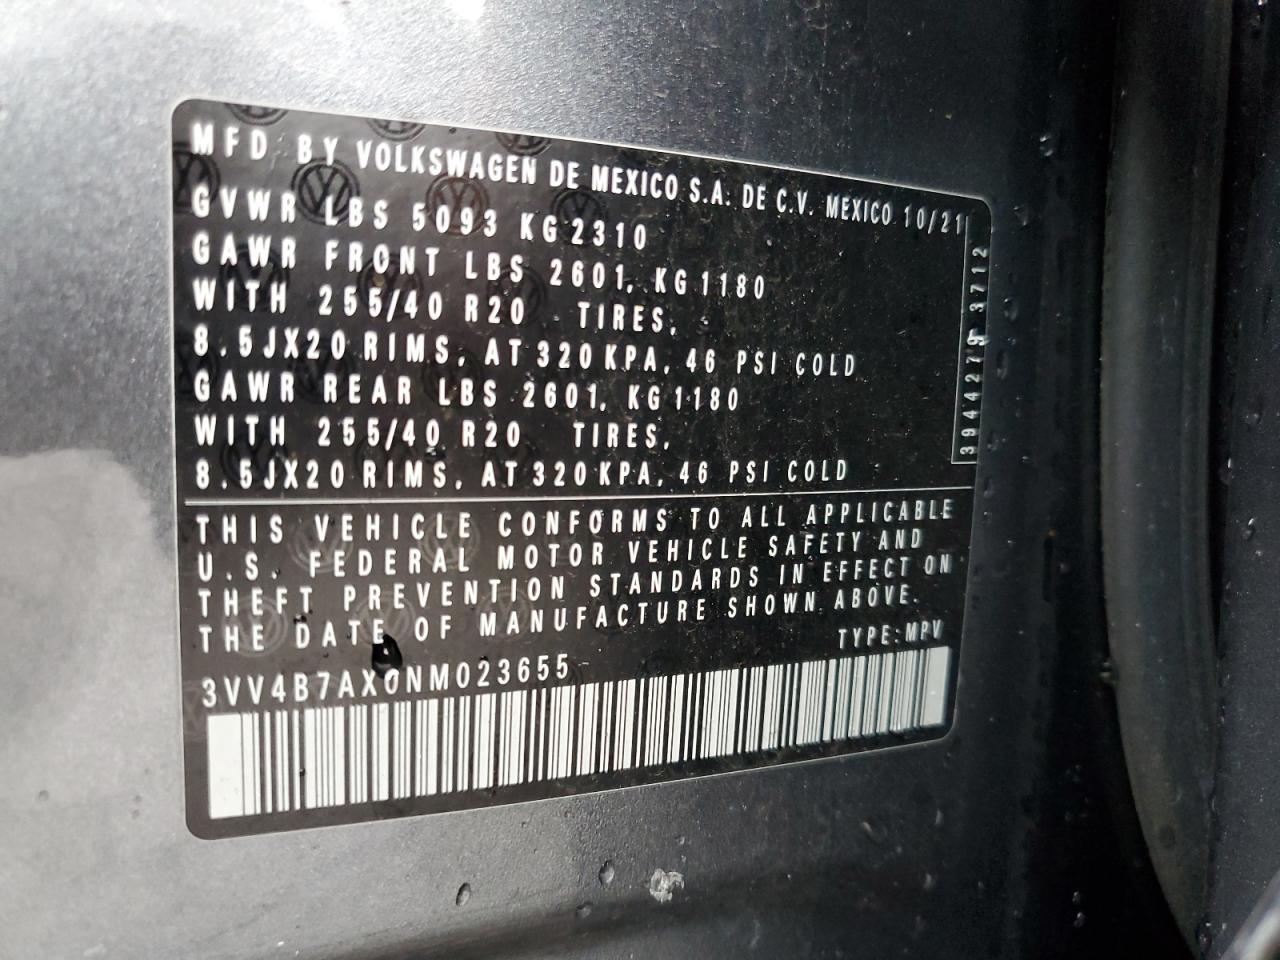 MFD BY VOLKSWAGEN DE MEXICO S.A. DE C.V. MEXICO 10/21
GVWR LBS 5093 KG 2310
GAWR FRONT LBS 2601, KG 1180
WITH 255/40 R20 TIRES,
8.5JX20 RIMS, AT 320 KPA, 46 PSI COLD
GAWR REAR LBS 2601, KG 1180
WITH 255/40 R20 TIRES,
8.5JX20 RIMS, AT 320 KPA, 46 PSI COLD
3944279 3712
THIS VEHICLE CONFORMS TO ALL APPLICABLE
U.S. FEDERAL MOTOR VEHICLE SAFETY AND
THEFT PREVENTION STANDARDS IN EFFECT ON
THE DATE OF MANUFACTURE SHOWN ABOVE.
TYPE:MPV
3VV4B7AX0NM023655